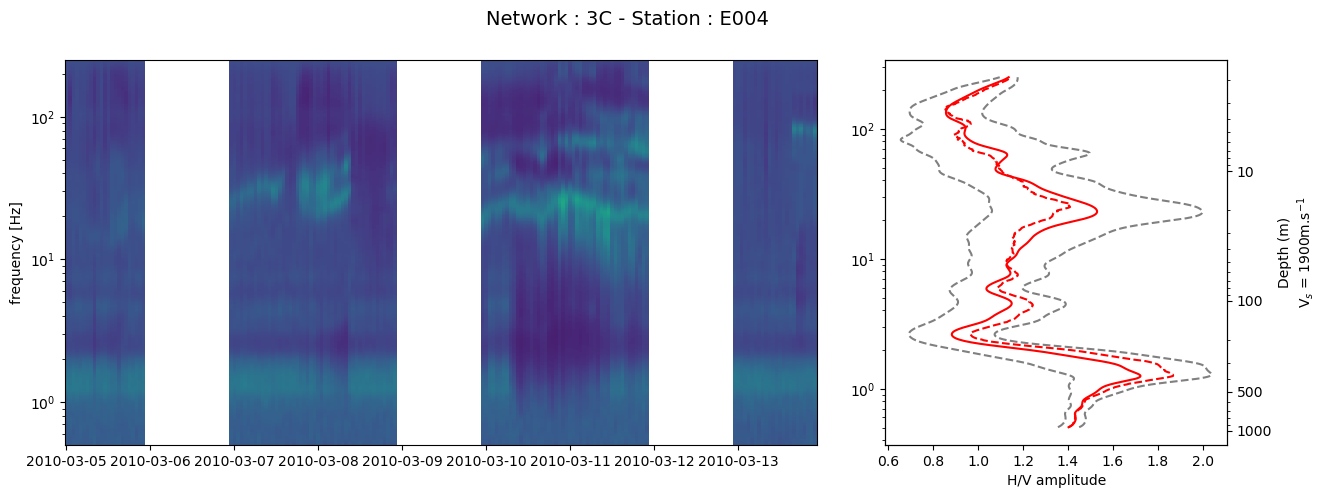 Network : 3C - Station : E004
frequency [Hz]
10²
10¹
10⁰
2010-03-05 2010-03-06 2010-03-07 2010-03-08 2010-03-09 2010-03-10 2010-03-11 2010-03-12 2010-03-13
10²
10¹
10⁰
0.6 0.8 1.0 1.2 1.4 1.6 1.8 2.0
H/V amplitude
10
100
500
1000
Depth (m)
Vₛ = 1900m.s⁻¹